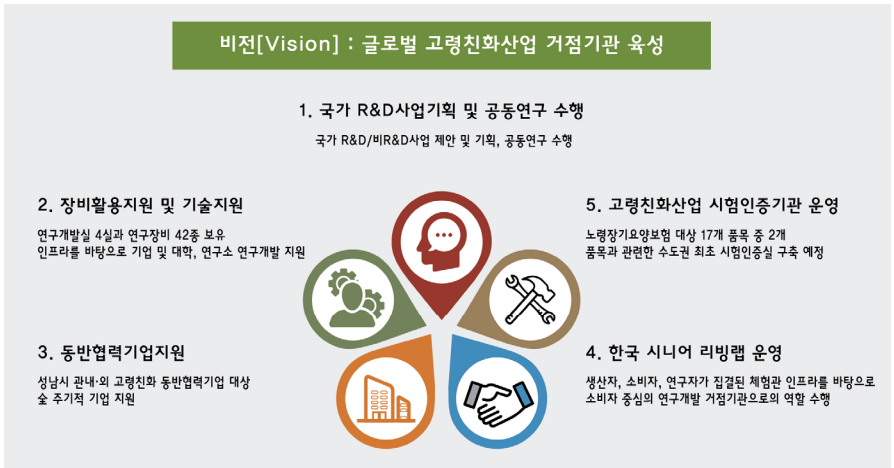 비전[Vision] : 글로벌 고령친화산업 거점기관 육성
1. 국가 R&D사업기획 및 공동연구 수행
국가 R&D/비R&D사업 제안 및 기획, 공동연구 수행
2. 장비활용지원 및 기술지원
연구개발실 4실과 연구장비 42종 보유
인프라를 바탕으로 기업 및 대학, 연구소 연구개발 지원
3. 동반협력기업지원
성남시 관내·외 고령친화 동반협력기업 대상
全 주기적 기업 지원
4. 한국 시니어 리빙랩 운영
생산자, 소비자, 연구자가 집결된 체험관 인프라를 바탕으로
소비자 중심의 연구개발 거점기관으로의 역할 수행
5. 고령친화산업 시험인증기관 운영
노령장기요양보험 대상 17개 품목 중 2개
품목과 관련한 수도권 최초 시험인증실 구축 예정